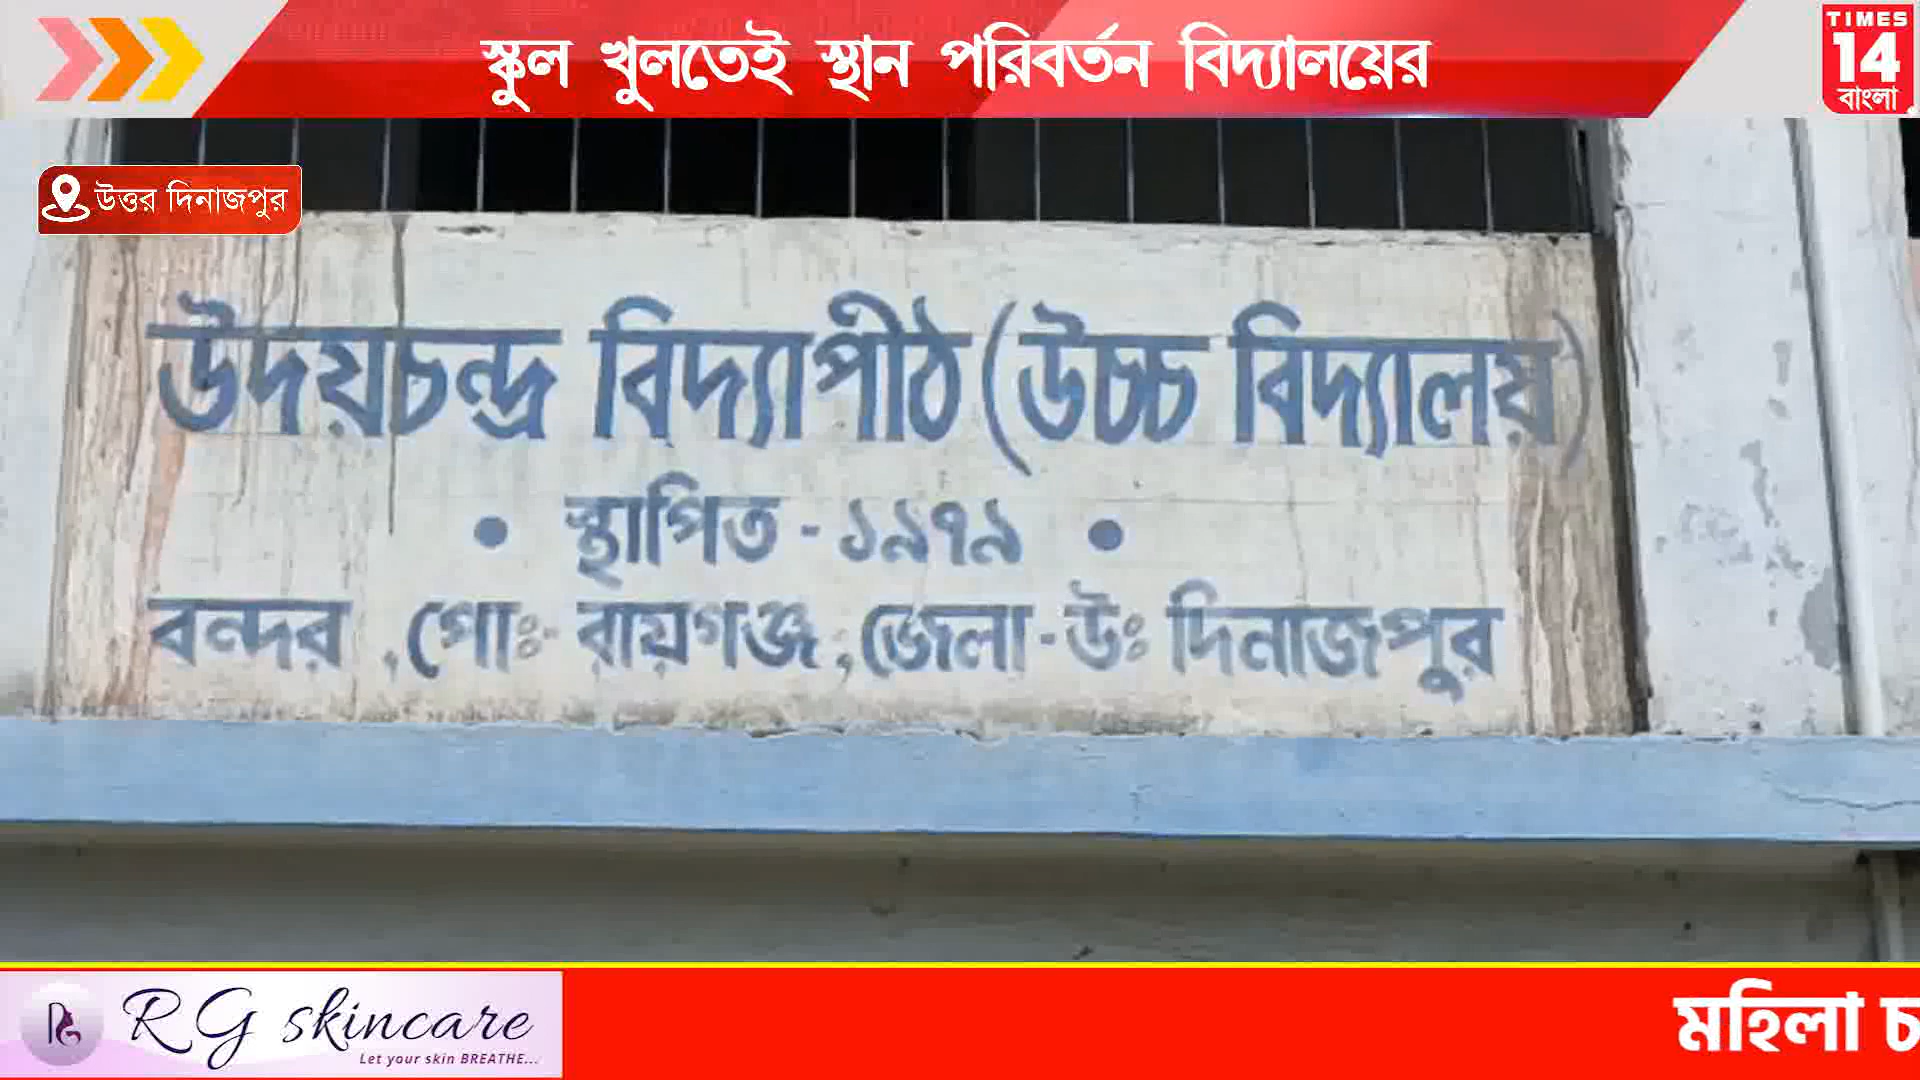 স্কুল খুলতেই স্থান পরিবর্তন বিদ্যালয়ের
TIMES
14
বাংলা
উত্তর দিনাজপুর
উদয়চন্দ্র বিদ্যাপীঠ (উচ্চ বিদ্যালয়)
• স্থাপিত - ১৯৭৯ •
বন্দর , পোঃ- রায়গঞ্জ, জেলা - উঃ দিনাজপুর
RG skincare
Let your skin BREATHE...
মহিলা চ